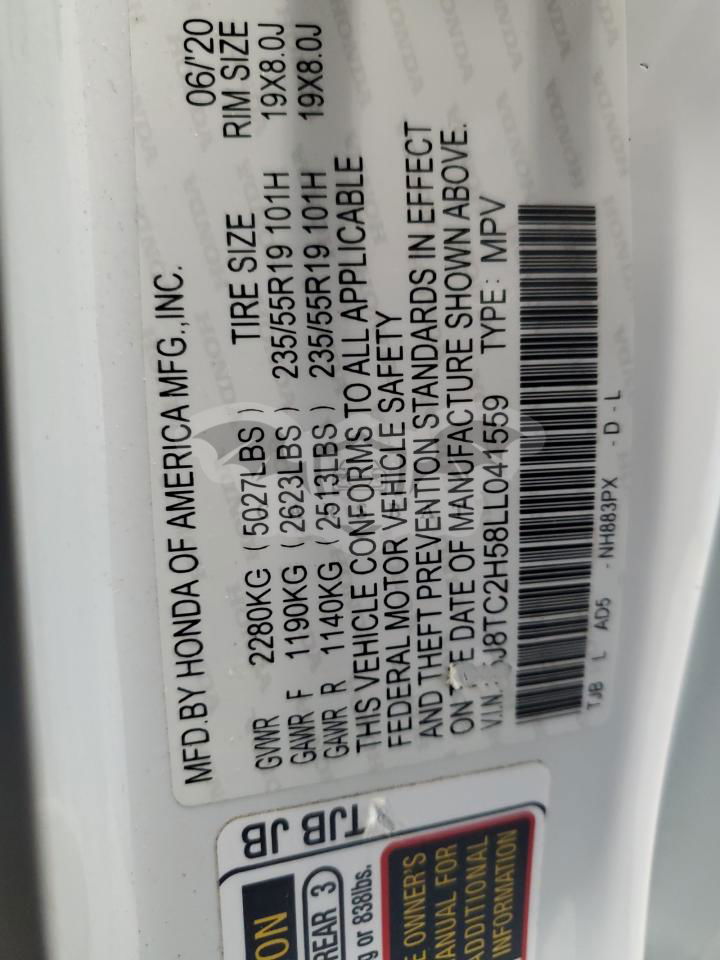 MFD.BY HONDA OF AMERICA MFG.,INC. 06/'20
GVWR 2280KG (5027LBS) TIRE SIZE RIM SIZE
GAWR F 1190KG (2623LBS) 235/55R19 101H 19X8.0J
GAWR R 1140KG (2513LBS) 235/55R19 101H 19X8.0J
THIS VEHICLE CONFORMS TO ALL APPLICABLE
FEDERAL MOTOR VEHICLE SAFETY
AND THEFT PREVENTION STANDARDS IN EFFECT
ON DATE OF MANUFACTURE SHOWN ABOVE.
V.I.N. 5J8TC2H58LL041559 TYPE: MPV
TJB L AD5 -NH883PX -D-L
TJB
JB
ON
REAR 3
g or 838lbs.
OWNER'S
MANUAL FOR
ADDITIONAL
INFORMATION
HONDA